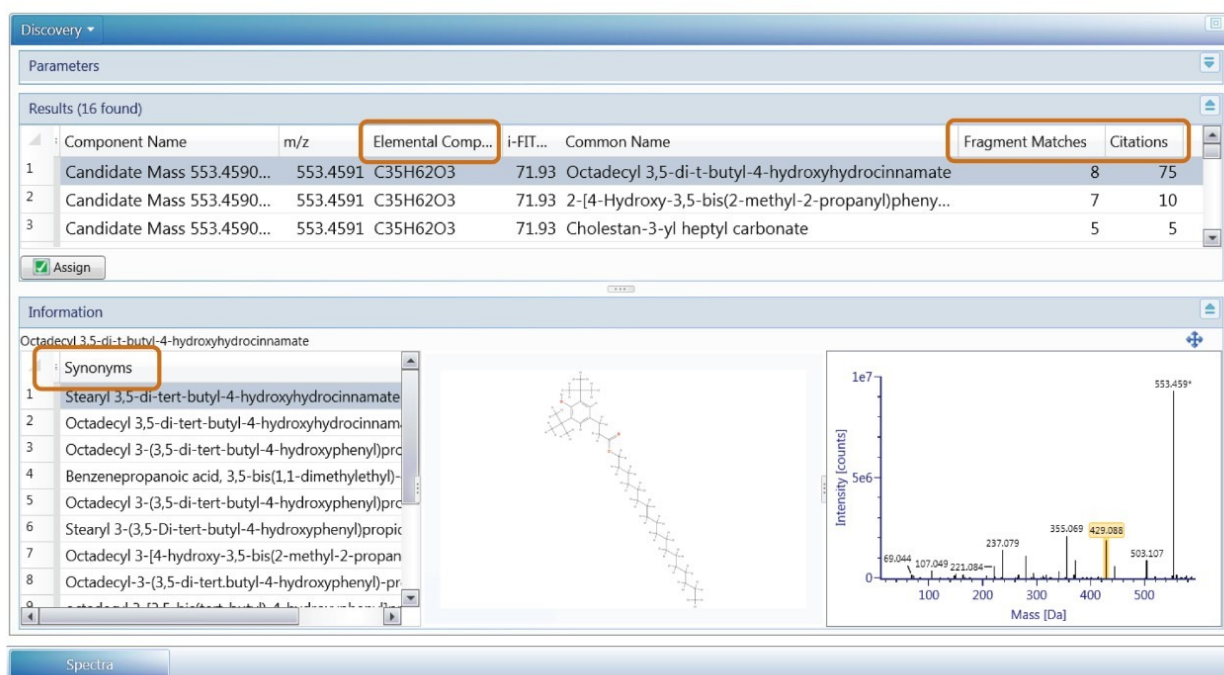 Discovery
Parameters
Results (16 found)
Component Name m/z Elemental Comp... i-FIT... Common Name Fragment Matches Citations
1 Candidate Mass 553.4590... 553.4591 C35H62O3 71.93 Octadecyl 3,5-di-t-butyl-4-hydroxyhydrocinnamate 8 75
2 Candidate Mass 553.4590... 553.4591 C35H62O3 71.93 2-[4-Hydroxy-3,5-bis(2-methyl-2-propanyl)pheny... 7 10
3 Candidate Mass 553.4590... 553.4591 C35H62O3 71.93 Cholestan-3-yl heptyl carbonate 5 5
Assign
Information
Octadecyl 3,5-di-t-butyl-4-hydroxyhydrocinnamate
Synonyms
1 Stearyl 3,5-di-tert-butyl-4-hydroxyhydrocinnamate
2 Octadecyl 3,5-di-tert-butyl-4-hydroxyhydrocinnam
3 Octadecyl 3-(3,5-di-tert-butyl-4-hydroxyphenyl)pro
4 Benzenepropanoic acid, 3,5-bis(1,1-dimethylethyl)-
5 Octadecyl 3-(3,5-di-tert-butyl-4-hydroxyphenyl)pro
6 Stearyl 3-(3,5-Di-tert-butyl-4-hydroxyphenyl)propic
7 Octadecyl 3-[4-hydroxy-3,5-bis(2-methyl-2-propan
8 Octadecyl-3-(3,5-di-tert.butyl-4-hydroxyphenyl)-pr
9
1e7
5e6
0
Intensity [counts]
553.459*
355.069 429.088
237.079
503.107
69.044 107.049 221.084
100 200 300 400 500
Mass [Da]
Spectra